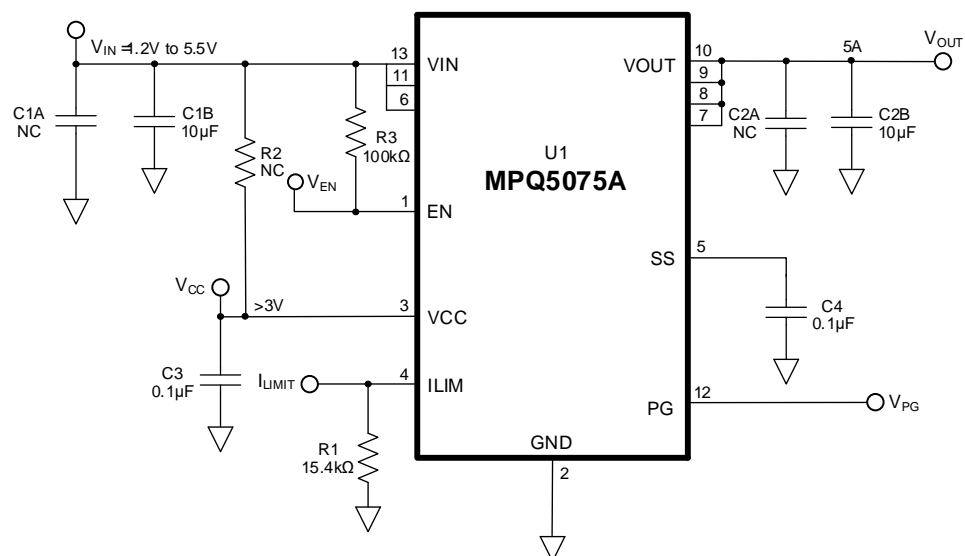 V_IN =1.2V to 5.5V
C1A
NC
C1B
10µF
R2
NC
R3
100kΩ
V_EN
13
11
6
VIN
1
EN
V_CC
>3V
3
VCC
C3
0.1µF
I_LIMIT
4
ILIM
R1
15.4kΩ
U1
MPQ5075A
GND
2
VOUT
10
9
8
7
5A
V_OUT
C2A
NC
C2B
10µF
SS
5
C4
0.1µF
PG
12
V_PG